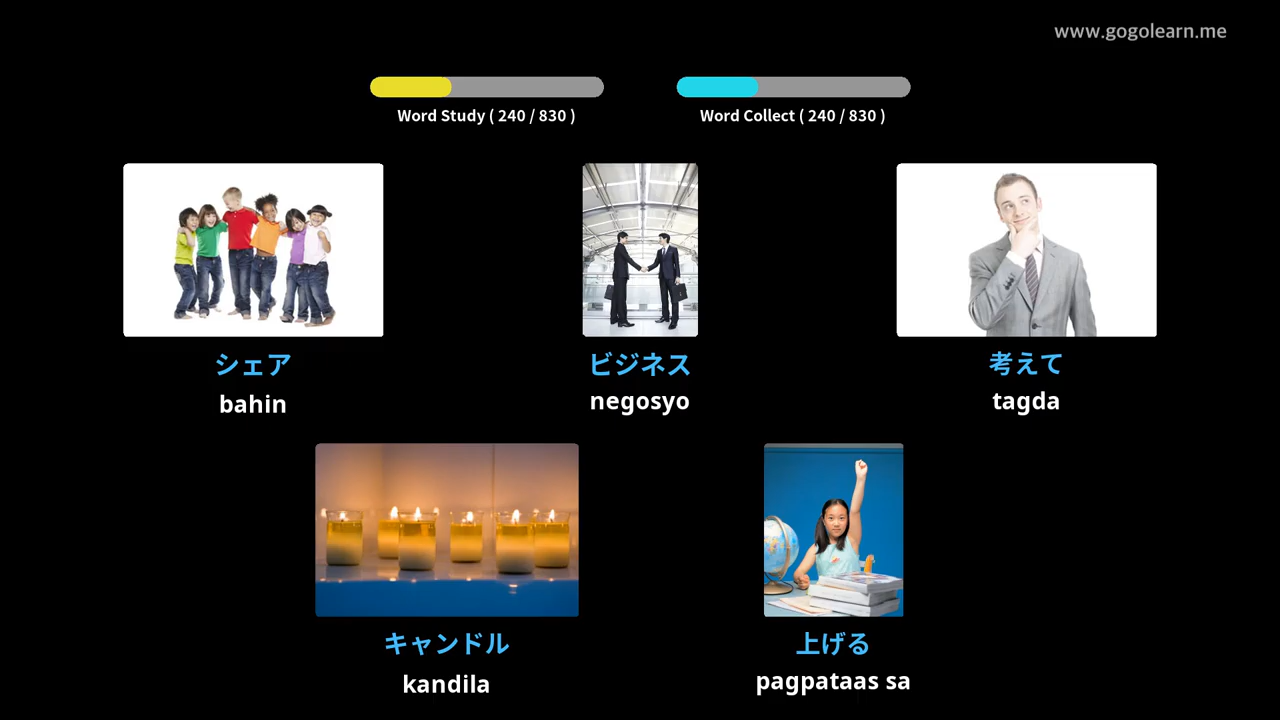 www.gogolearn.me
Word Study ( 240 / 830 )
Word Collect ( 240 / 830 )
シェア
bahin
ビジネス
negosyo
考えて
tagda
キャンドル
kandila
上げる
pagpataas sa